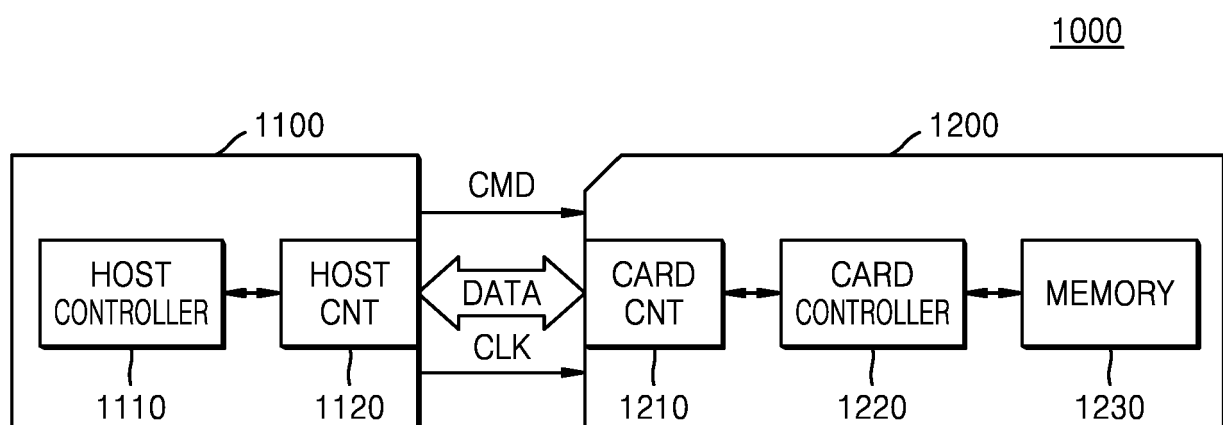 1000
1100
1200
CMD
HOST
CONTROLLER
HOST
CNT
DATA
CARD
CNT
CARD
CONTROLLER
MEMORY
CLK
1110
1120
1210
1220
1230